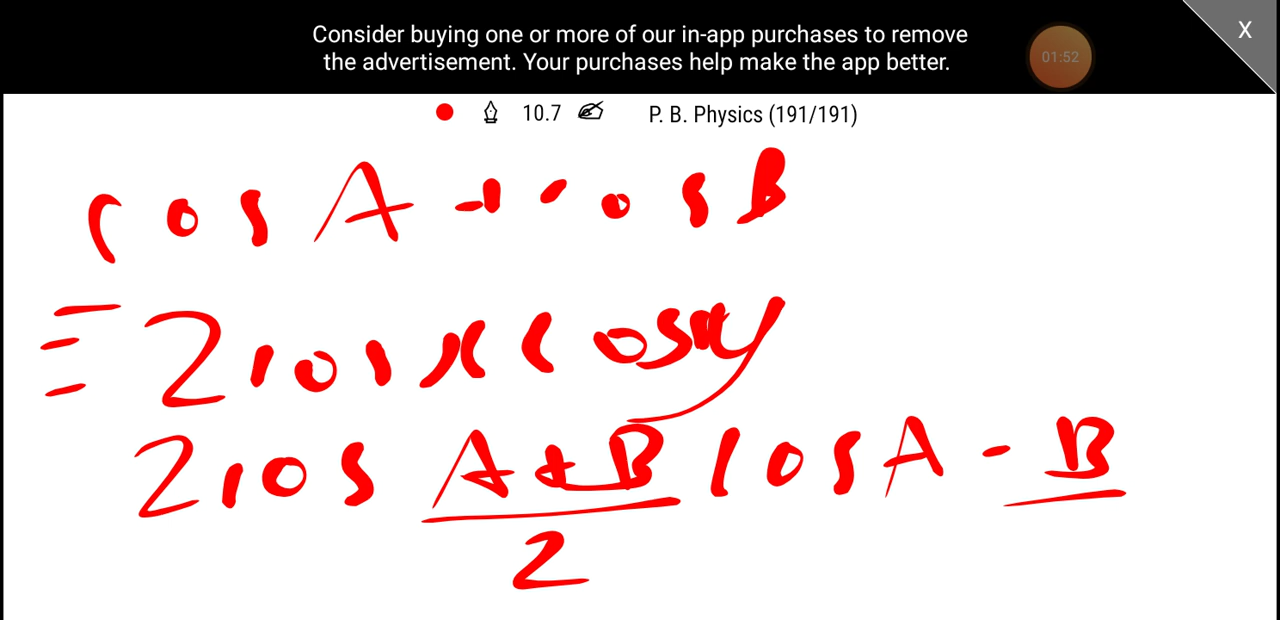 Consider buying one or more of our in-app purchases to remove
the advertisement. Your purchases help make the app better.
01:52
X
10.7 P. B. Physics (191/191)
cos A + cos B
≡ 2 cos x cos y
2 cos A + B / 2 cos A - B